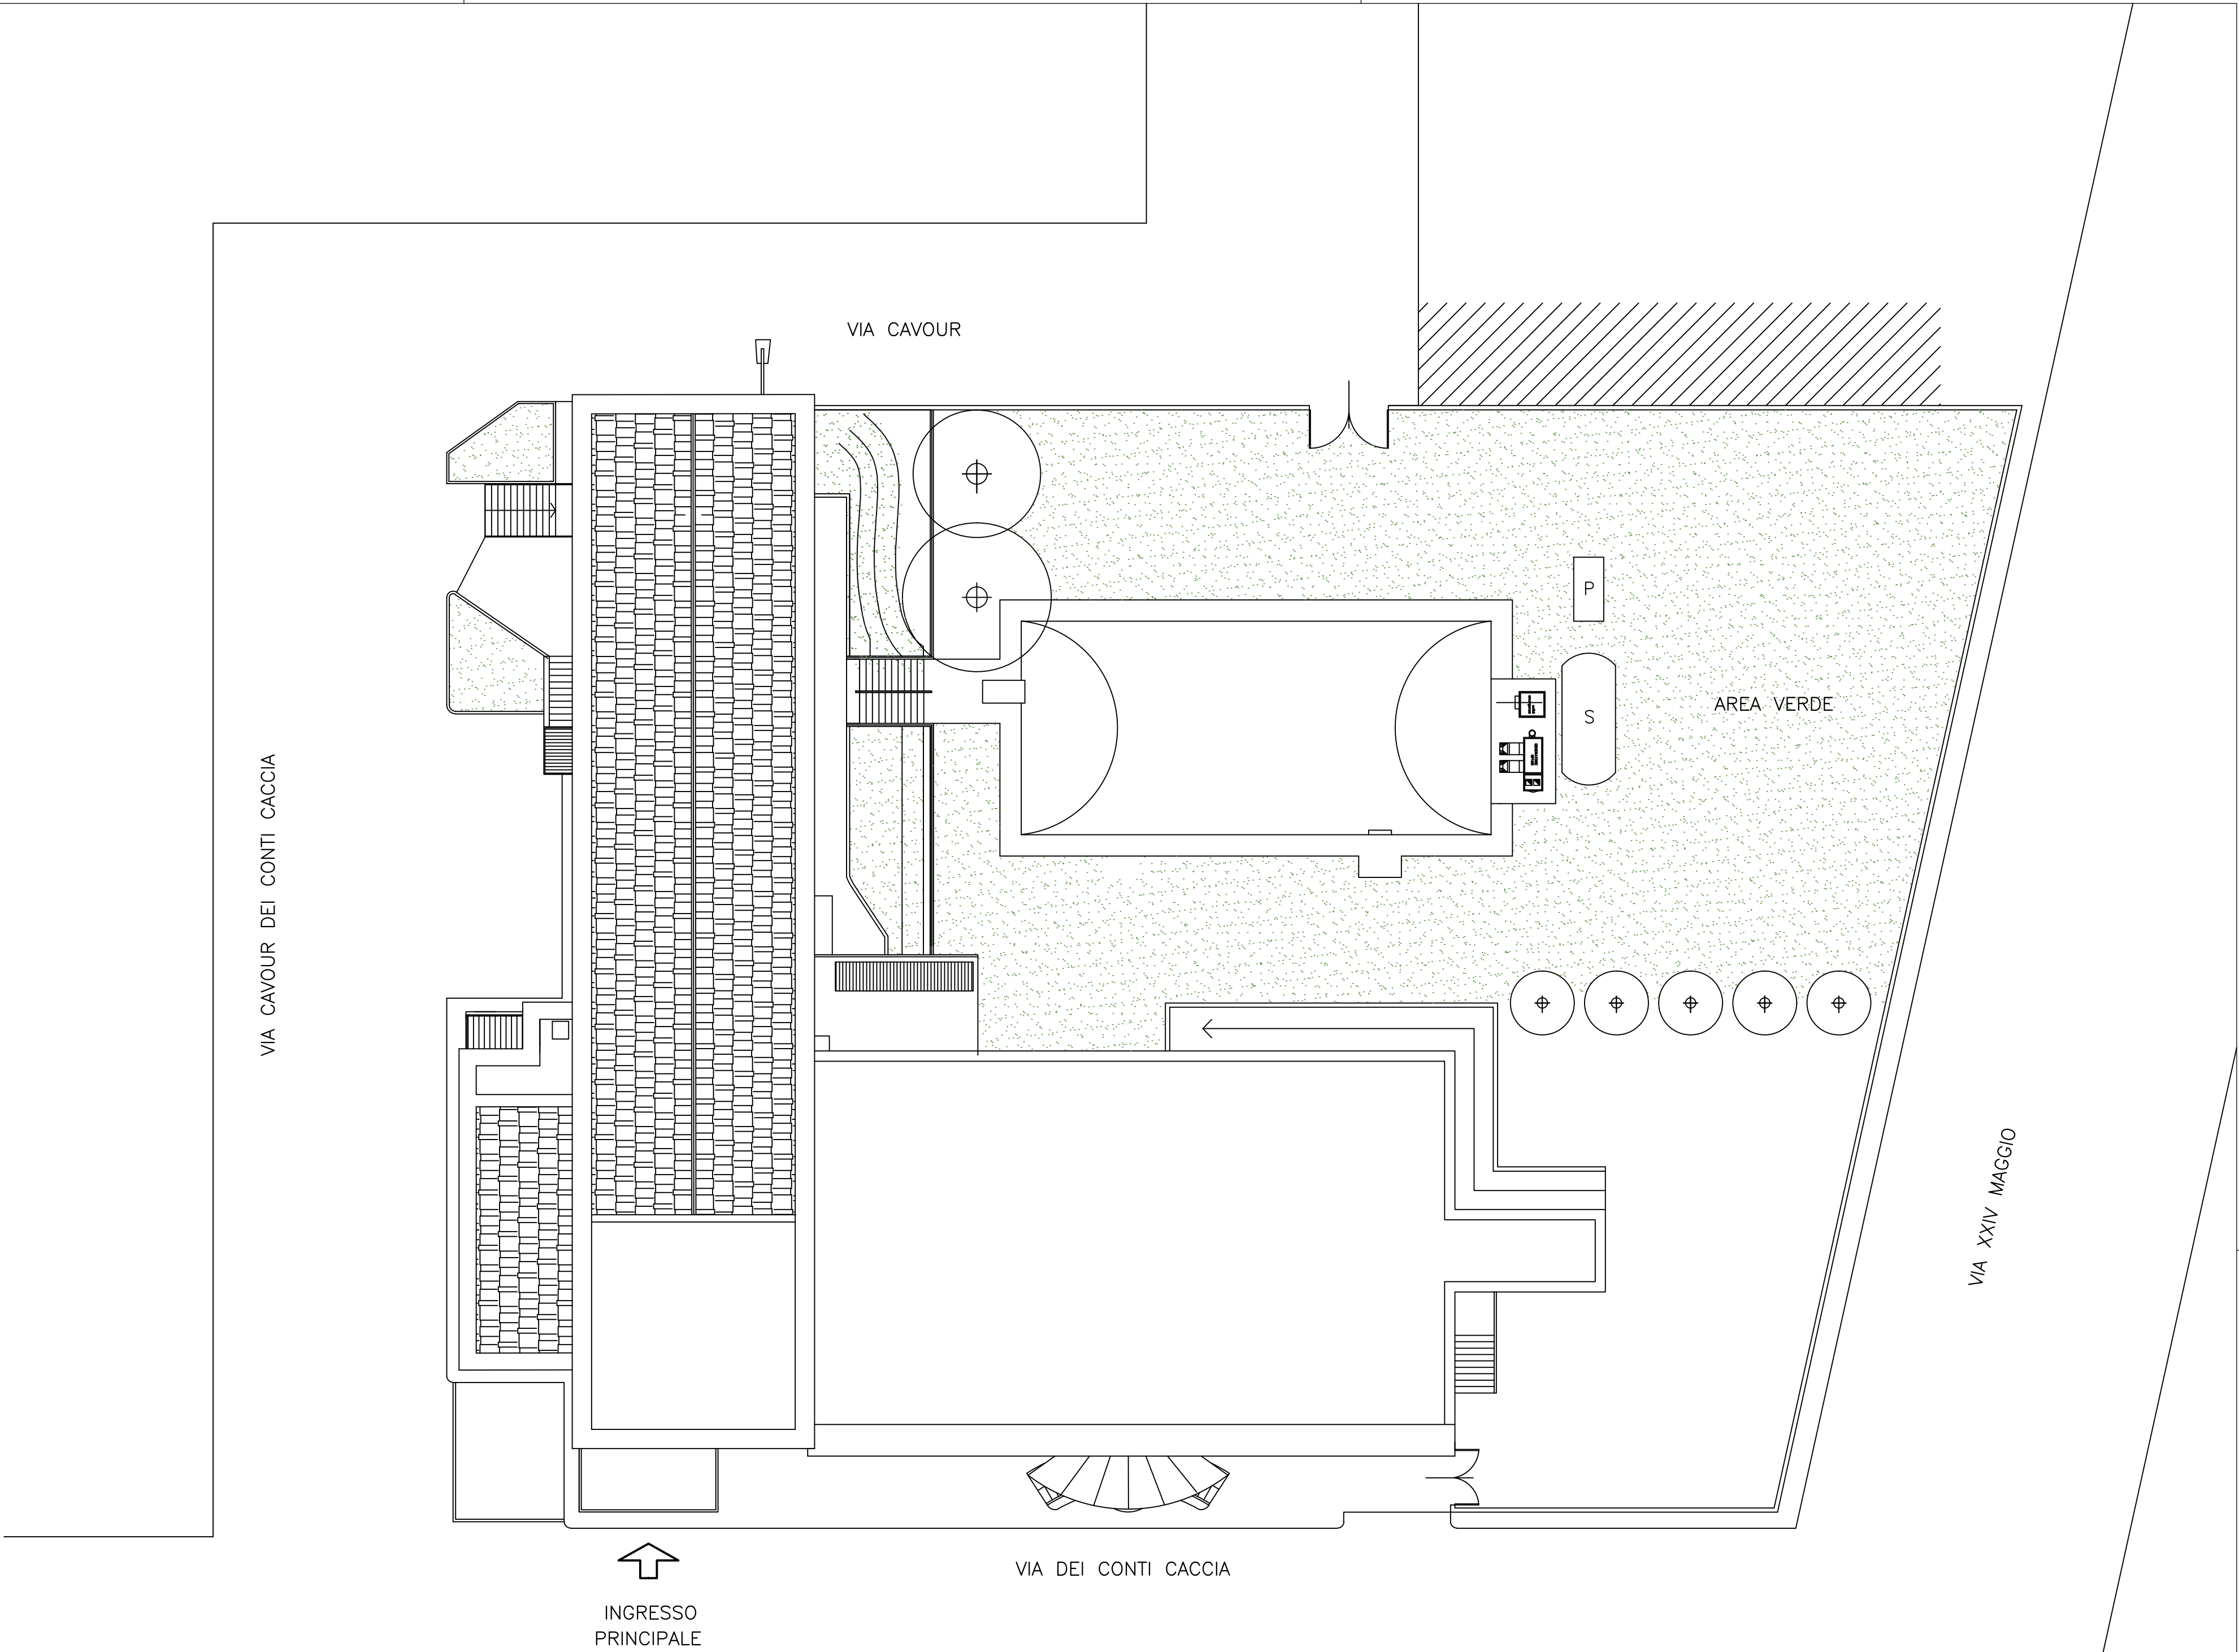 VIA CAVOUR
P
S
AREA VERDE
VIA CAVOUR DEI CONTI CACCIA
VIA XXIV MAGGIO
VIA DEI CONTI CACCIA
INGRESSO
PRINCIPALE